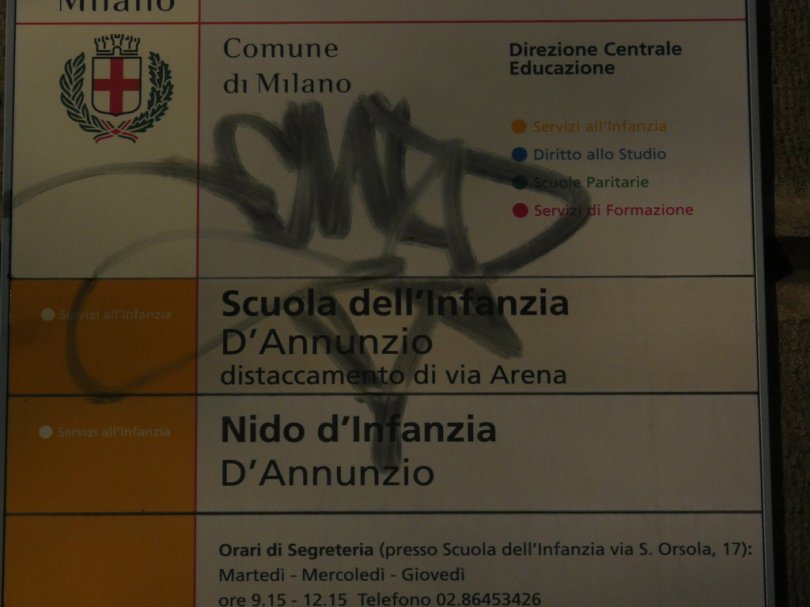 Milano
Comune
di Milano
Direzione Centrale
Educazione
Servizi all'Infanzia
Diritto allo Studio
Scuole Paritarie
Servizi di Formazione
Servizi all'Infanzia
Scuola dell'Infanzia
D'Annunzio
distaccamento di via Arena
Servizi all'Infanzia
Nido d'Infanzia
D'Annunzio
Orari di Segreteria (presso Scuola dell'Infanzia via S. Orsola, 17):
Martedì - Mercoledì - Giovedì
ore 9.15 - 12.15 Telefono 02.86453426